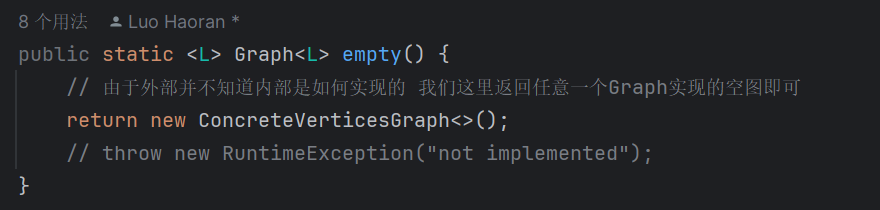 8 个用法 Luo Haoran *
public static <L> Graph<L> empty() {
// 由于外部并不知道内部是如何实现的 我们这里返回任意一个Graph实现的空图即可
return new ConcreteVerticesGraph<>();
// throw new RuntimeException("not implemented");
}